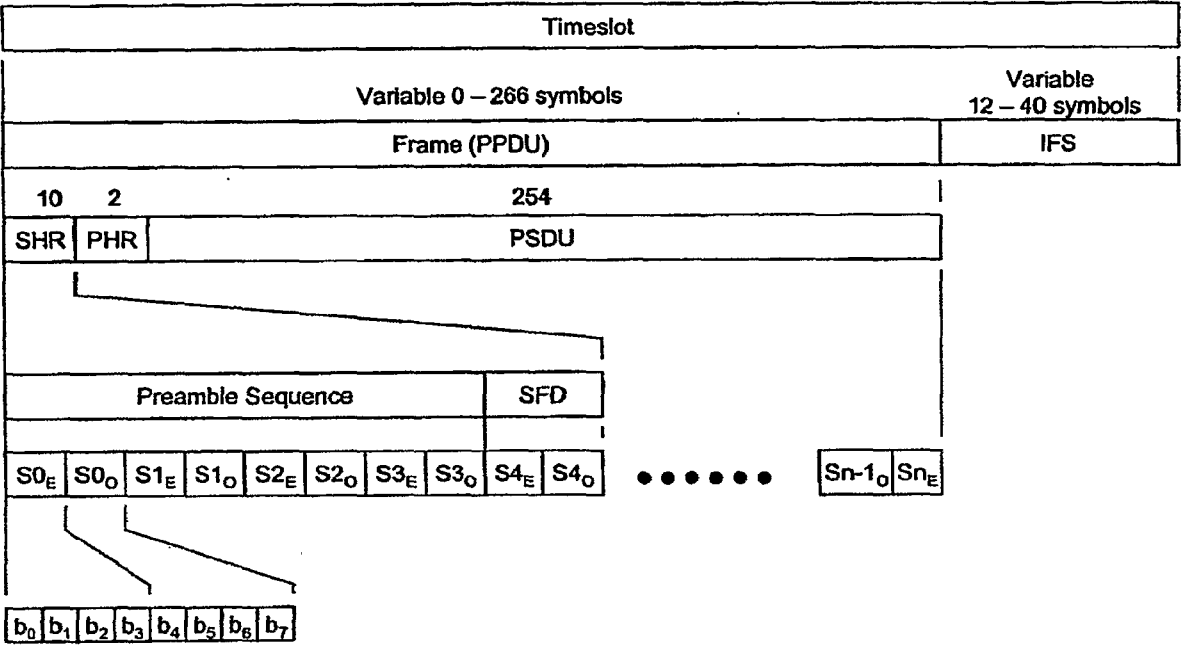 Timeslot
Variable 0 – 266 symbols
Variable
12 – 40 symbols
Frame (PPDU) IFS
10 2 254
SHR PHR PSDU
Preamble Sequence SFD
S0E S0O S1E S1O S2E S2O S3E S3O S4E S4O Sn-1O SnE
b0 b1 b2 b3 b4 b5 b6 b7